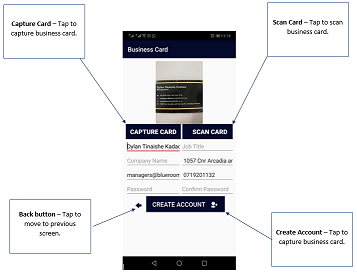 Capture Card – Tap to
capture business card.
Scan Card – Tap to scan
business card.
Business Card
CAPTURE CARD
SCAN CARD
Dylan Tinaishe Kadac
Job Title
Company Name
1057 Cnr Arcadia ar
managers@blueroom
0719201132
Password
Confirm Password
CREATE ACCOUNT
Back button – Tap to
move to previous
screen.
Create Account – Tap to
capture business card.